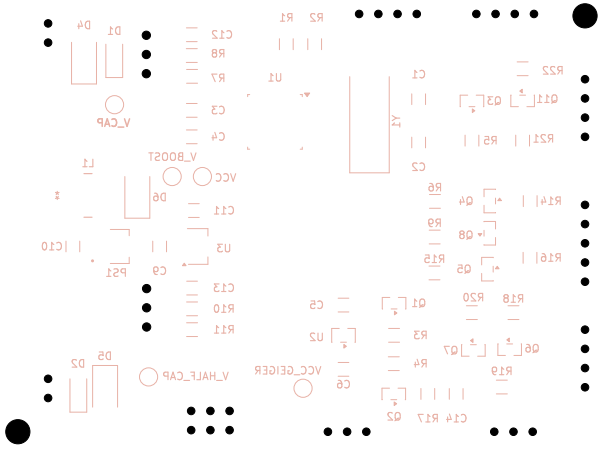 R1 R2
D4
D1
C12
R8
R7
U1
C1
R22
Q3
Q11
C3
V_CAP
Y1
C4
R5
R21
V_BOOST
L1
C2
VCC
**
D6
R6
Q4
R14
C11
R9
Q8
C10
U3
R15
R16
PS1
C9
Q5
C13
R20
R18
C5
Q1
R10
R11
U2
R3
Q7
Q6
D2
D5
R4
V_HALF_CAP
VCC_GEIGER
R19
C6
Q2
R17
C14